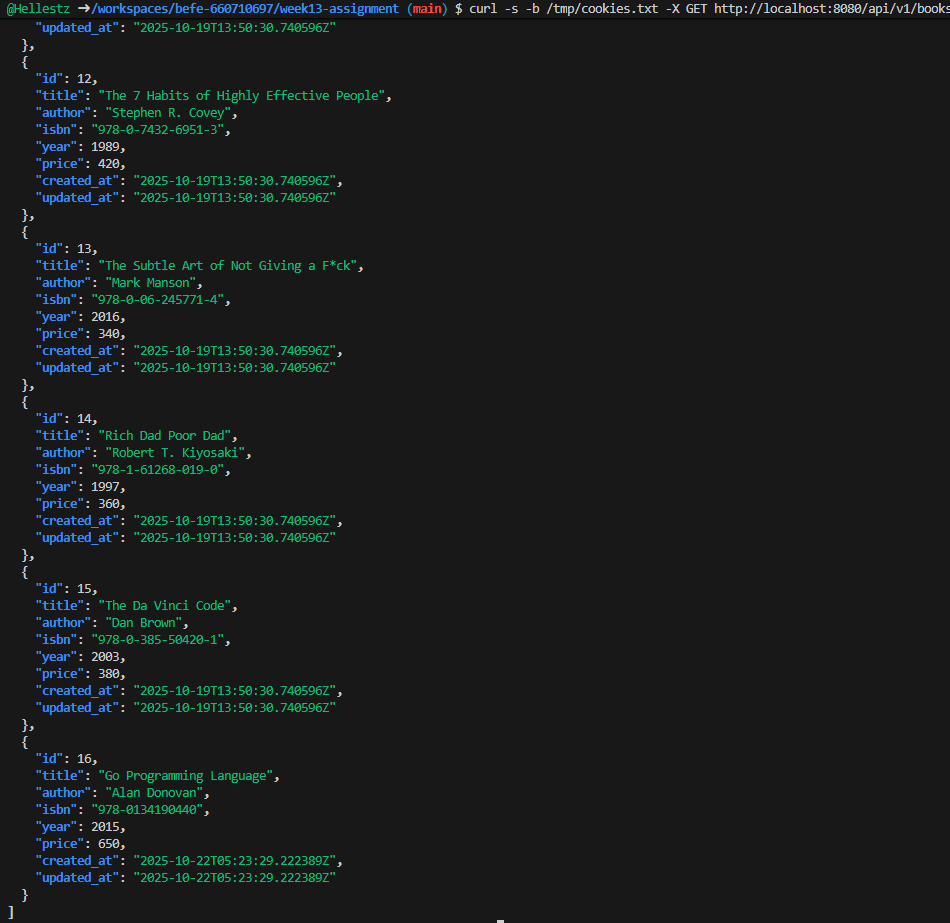 @Hellestz ➜/workspaces/befe-660710697/week13-assignment (main) $ curl -s -b /tmp/cookies.txt -X GET http://localhost:8080/api/v1/books
    "updated_at": "2025-10-19T13:50:30.740596Z"
  },
  {
    "id": 12,
    "title": "The 7 Habits of Highly Effective People",
    "author": "Stephen R. Covey",
    "isbn": "978-0-7432-6951-3",
    "year": 1989,
    "price": 420,
    "created_at": "2025-10-19T13:50:30.740596Z",
    "updated_at": "2025-10-19T13:50:30.740596Z"
  },
  {
    "id": 13,
    "title": "The Subtle Art of Not Giving a F*ck",
    "author": "Mark Manson",
    "isbn": "978-0-06-245771-4",
    "year": 2016,
    "price": 340,
    "created_at": "2025-10-19T13:50:30.740596Z",
    "updated_at": "2025-10-19T13:50:30.740596Z"
  },
  {
    "id": 14,
    "title": "Rich Dad Poor Dad",
    "author": "Robert T. Kiyosaki",
    "isbn": "978-1-61268-019-0",
    "year": 1997,
    "price": 360,
    "created_at": "2025-10-19T13:50:30.740596Z",
    "updated_at": "2025-10-19T13:50:30.740596Z"
  },
  {
    "id": 15,
    "title": "The Da Vinci Code",
    "author": "Dan Brown",
    "isbn": "978-0-385-50420-1",
    "year": 2003,
    "price": 380,
    "created_at": "2025-10-19T13:50:30.740596Z",
    "updated_at": "2025-10-19T13:50:30.740596Z"
  },
  {
    "id": 16,
    "title": "Go Programming Language",
    "author": "Alan Donovan",
    "isbn": "978-0134190440",
    "year": 2015,
    "price": 650,
    "created_at": "2025-10-22T05:23:29.222389Z",
    "updated_at": "2025-10-22T05:23:29.222389Z"
  }
]